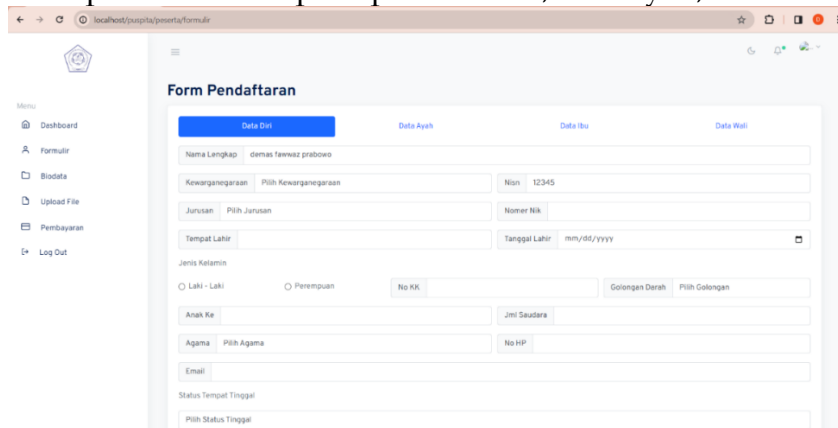 localhost/puspita/peserta/formulir
Form Pendaftaran
Menu
Dashboard
Formulir
Biodata
Upload File
Pembayaran
Log Out
Data Diri Data Ayah Data Ibu Data Wali
Nama Lengkap demas fawwaz prabowo
Kewarganegaraan Pilih Kewarganegaraan Nisn 12345
Jurusan Pilih Jurusan Nomer Nik
Tempat Lahir Tanggal Lahir mm/dd/yyyy
Jenis Kelamin
Laki - Laki Perempuan No KK Golongan Darah Pilih Golongan
Anak Ke Jml Saudara
Agama Pilih Agama No HP
Email
Status Tempat Tinggal
Pilih Status Tinggal